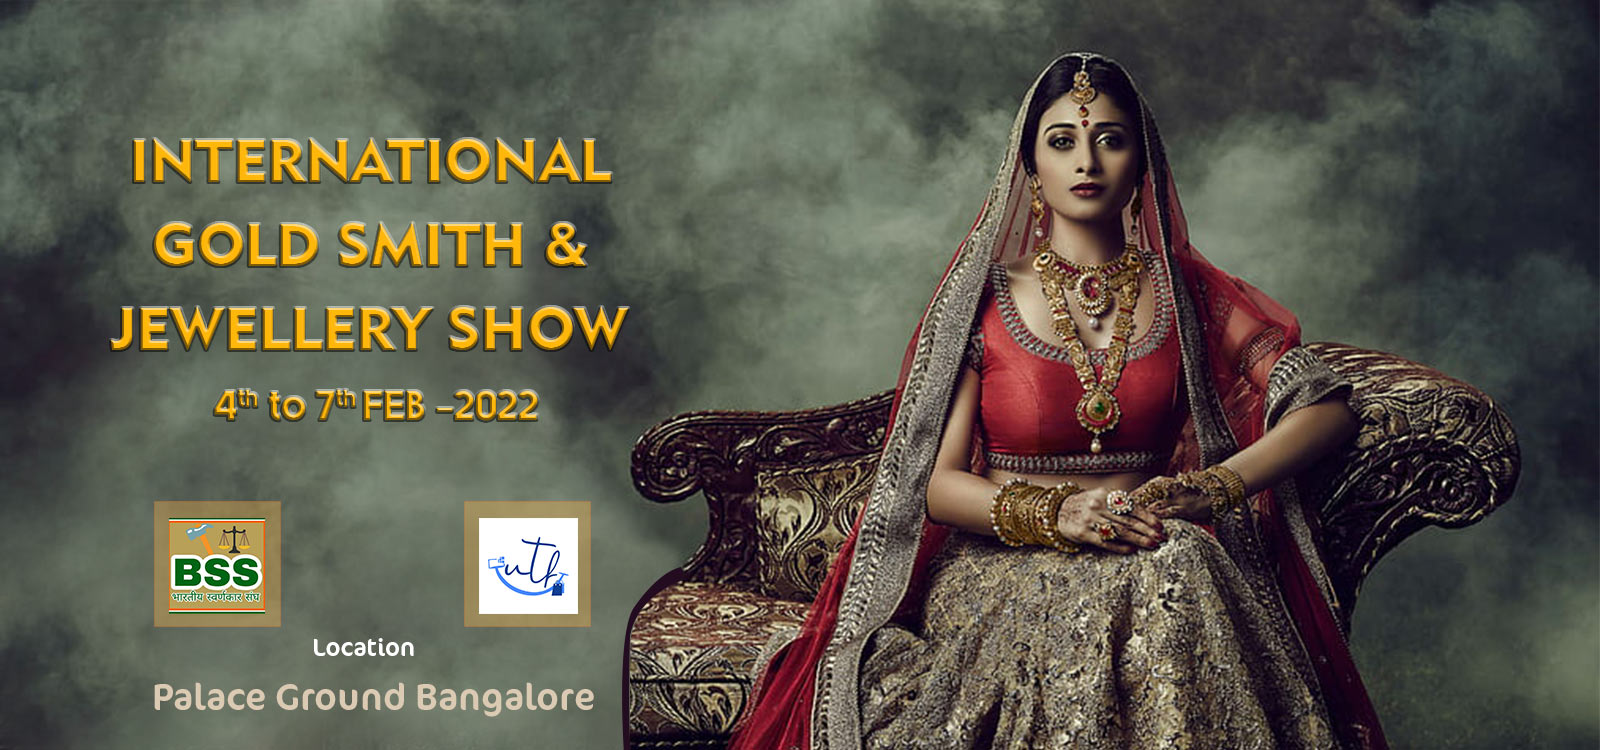 INTERNATIONAL
GOLD SMITH &
JEWELLERY SHOW
4th to 7th FEB -2022
BSS
भारतीय स्वर्णकार संघ
utf
Location
Palace Ground Bangalore